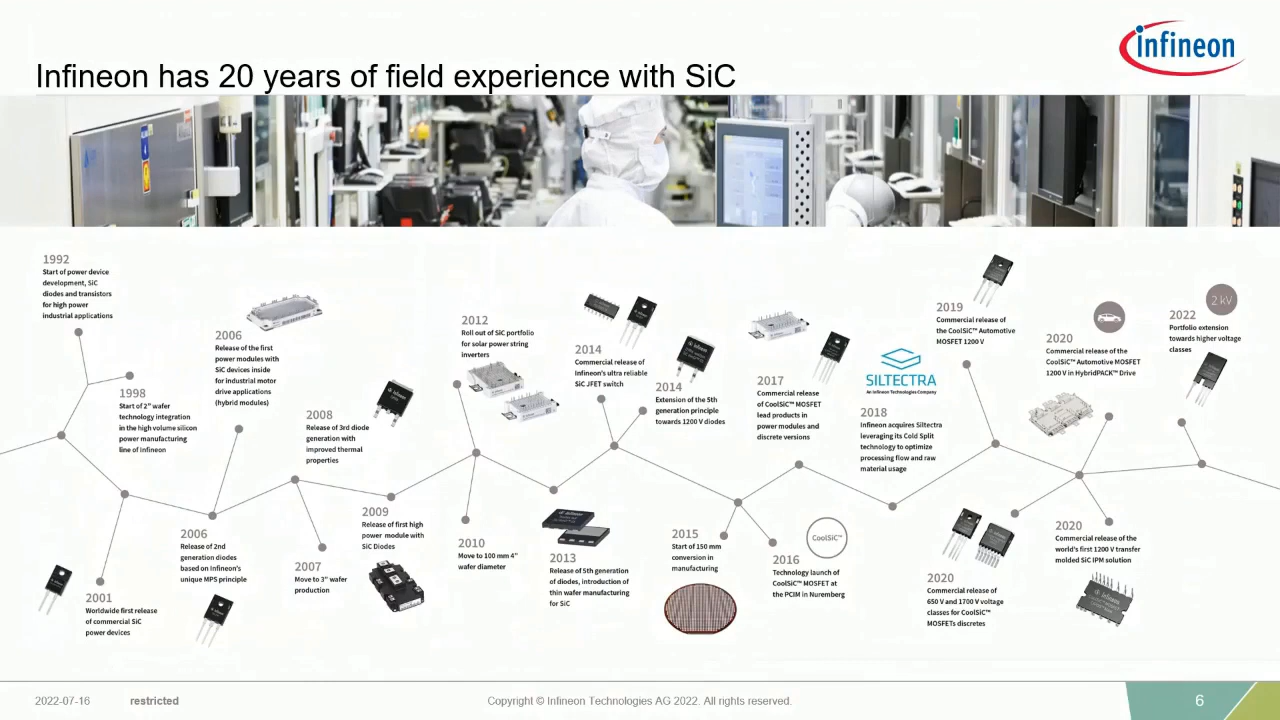 Infineon has 20 years of field experience with SiC
infineon
1992
Start of power device
development, SiC
diodes and transistors
for high power
industrial applications
1998
Start of 2" wafer
technology integration
in the high volume silicon
power manufacturing
line of Infineon
2001
Worldwide first release
of commercial SiC
power devices
2006
Release of the first
power modules with
SiC devices inside
for industrial motor
drive applications
(hybrid modules)
2006
Release of 2nd
generation diodes
based on Infineon's
unique MPS principle
2007
Move to 3" wafer
production
2008
Release of 3rd diode
generation with
improved thermal
properties
2009
Release of first high
power module with
SiC Diodes
2012
Roll out of SiC portfolio
for solar power string
inverters
2010
Move to 100 mm 4"
wafer diameter
2013
Release of 5th generation
of diodes, introduction of
thin wafer manufacturing
for SiC
2014
Commercial release of
Infineon's ultra reliable
SiC JFET switch
2014
Extension of the 5th
generation principle
towards 1200 V diodes
2015
Start of 150 mm
conversion in
manufacturing
2016
Technology launch of
CoolSiC™ MOSFET at
the PCIM in Nuremberg
CoolSiC™
2017
Commercial release
of CoolSiC™ MOSFET
lead products in
power modules and
discrete versions
SILTECTRA
An Infineon Technologies Company
2018
Infineon acquires Siltectra
leveraging its Cold Split
technology to optimize
processing flow and raw
material usage
2019
Commercial release of
the CoolSiC™ Automotive
MOSFET 1200 V
2020
Commercial release of
650 V and 1700 V voltage
classes for CoolSiC™
MOSFETs discretes
2020
Commercial release of the
CoolSiC™ Automotive MOSFET
1200 V in HybridPACK™ Drive
2020
Commercial release of the
world's first 1200 V transfer
molded SiC IPM solution
2 kV
2022
Portfolio extension
towards higher voltage
classes
2022-07-16
restricted
Copyright © Infineon Technologies AG 2022. All rights reserved.
6